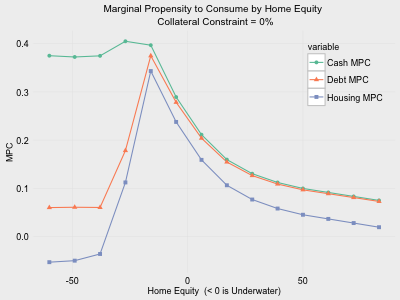 Marginal Propensity to Consume by Home Equity
Collateral Constraint = 0%
variable
Cash MPC
Debt MPC
Housing MPC
MPC
0.4
0.3
0.2
0.1
0.0
-50
0
50
Home Equity (< 0 is Underwater)